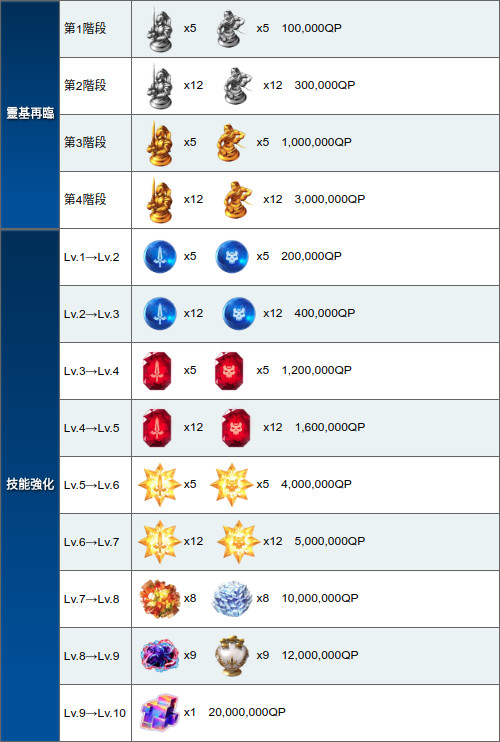 靈基再臨
第1階段 x5 x5 100,000QP
第2階段 x12 x12 300,000QP
第3階段 x5 x5 1,000,000QP
第4階段 x12 x12 3,000,000QP
技能強化
Lv.1→Lv.2 x5 x5 200,000QP
Lv.2→Lv.3 x12 x12 400,000QP
Lv.3→Lv.4 x5 x5 1,200,000QP
Lv.4→Lv.5 x12 x12 1,600,000QP
Lv.5→Lv.6 x5 x5 4,000,000QP
Lv.6→Lv.7 x12 x12 5,000,000QP
Lv.7→Lv.8 x8 x8 10,000,000QP
Lv.8→Lv.9 x9 x9 12,000,000QP
Lv.9→Lv.10 x1 20,000,000QP